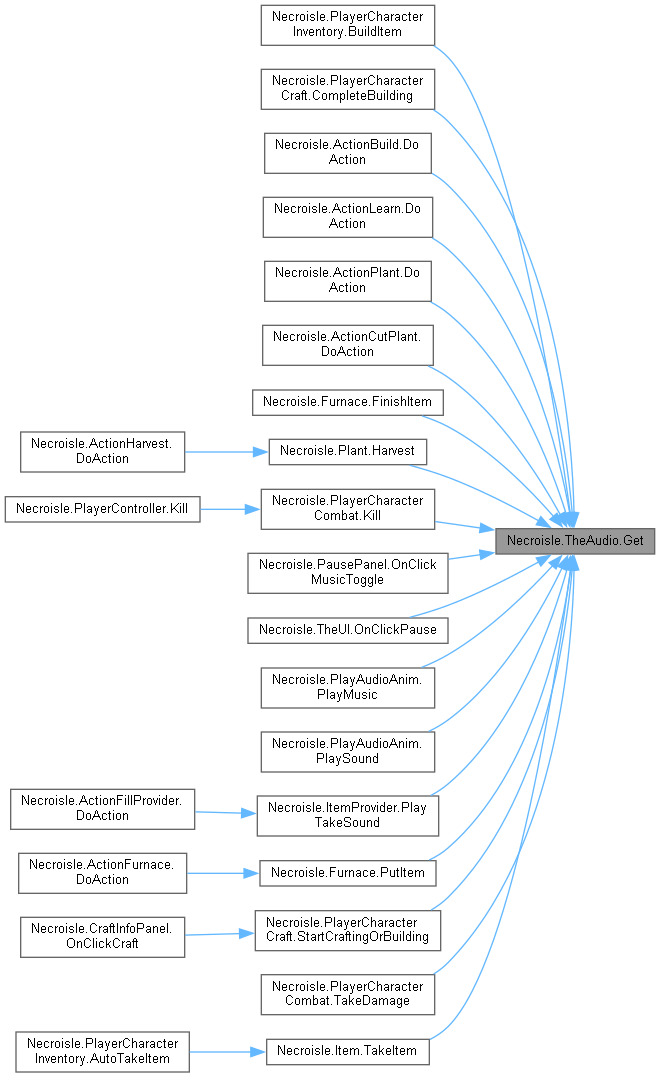 Necroisle.PlayerCharacter
Inventory.BuildItem
Necroisle.PlayerCharacter
Craft.CompleteBuilding
Necroisle.ActionBuild.Do
Action
Necroisle.ActionLearn.Do
Action
Necroisle.ActionPlant.Do
Action
Necroisle.ActionCutPlant.
DoAction
Necroisle.Furnace.FinishItem
Necroisle.ActionHarvest.
DoAction
Necroisle.Plant.Harvest
Necroisle.PlayerController.Kill
Necroisle.PlayerCharacter
Combat.Kill
Necroisle.TheAudio.Get
Necroisle.PausePanel.OnClick
MusicToggle
Necroisle.TheUI.OnClickPause
Necroisle.PlayAudioAnim.
PlayMusic
Necroisle.PlayAudioAnim.
PlaySound
Necroisle.ActionFillProvider.
DoAction
Necroisle.ItemProvider.Play
TakeSound
Necroisle.ActionFurnace.
DoAction
Necroisle.Furnace.PutItem
Necroisle.CraftInfoPanel.
OnClickCraft
Necroisle.PlayerCharacter
Craft.StartCraftingOrBuilding
Necroisle.PlayerCharacter
Combat.TakeDamage
Necroisle.PlayerCharacter
Inventory.AutoTakeItem
Necroisle.Item.TakeItem